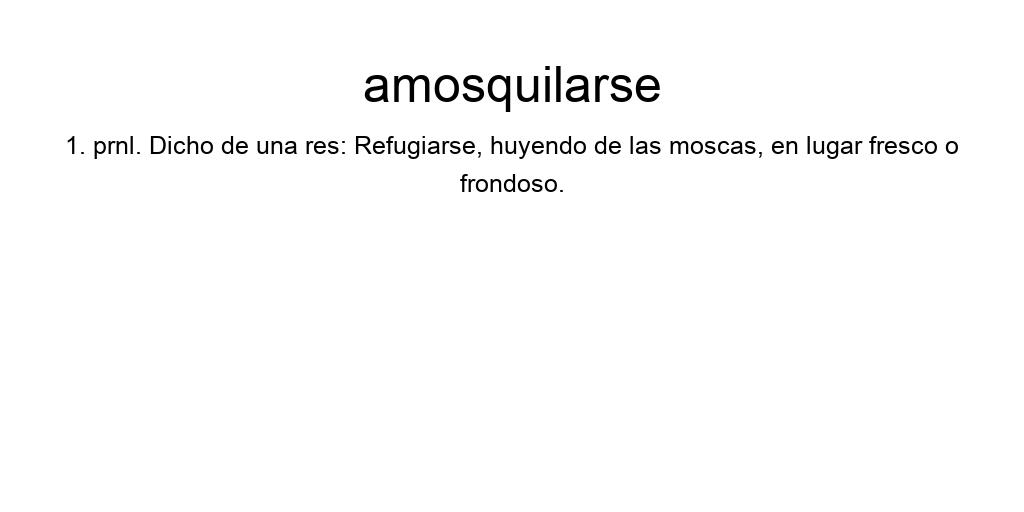 amosquilarse
1. prnl. Dicho de una res: Refugiarse, huyendo de las moscas, en lugar fresco o
frondoso.